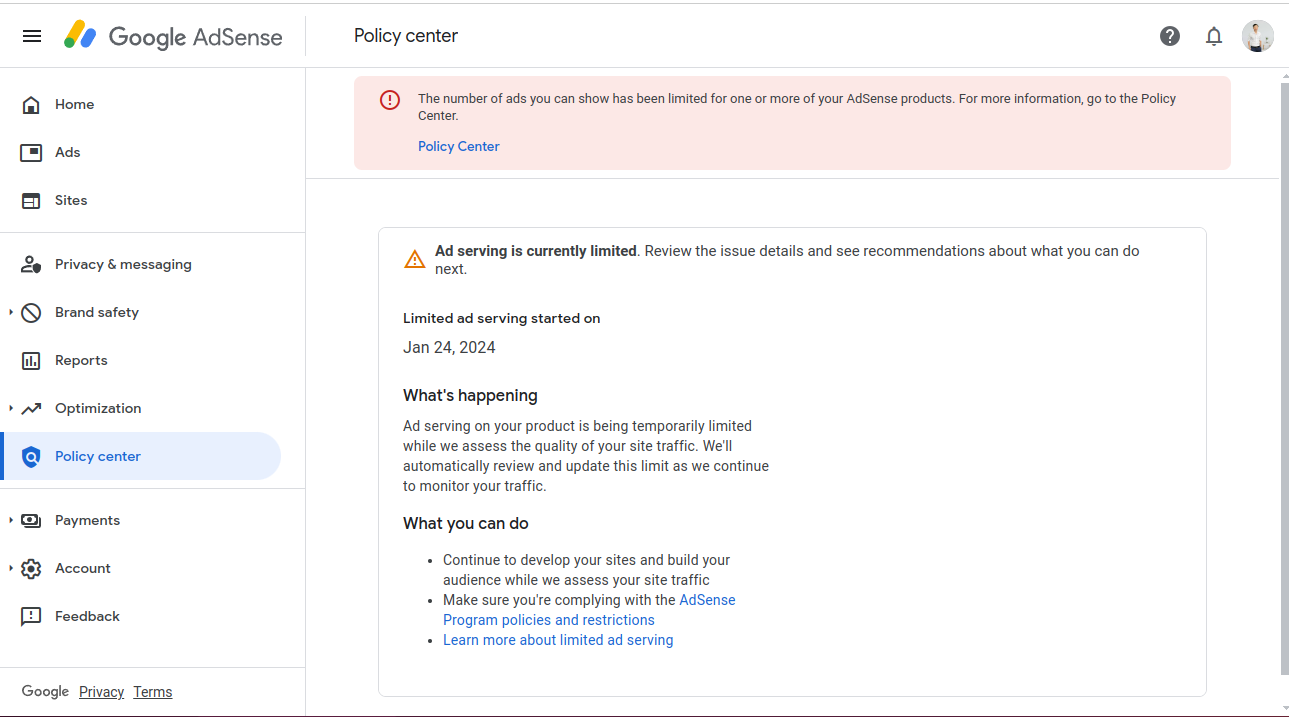 Google AdSense
Policy center
The number of ads you can show has been limited for one or more of your AdSense products. For more information, go to the Policy
Center.
Policy Center
Home
Ads
Sites
Privacy & messaging
Brand safety
Reports
Optimization
Policy center
Payments
Account
Feedback
Google Privacy Terms
Ad serving is currently limited. Review the issue details and see recommendations about what you can do
next.
Limited ad serving started on
Jan 24, 2024
What's happening
Ad serving on your product is being temporarily limited
while we assess the quality of your site traffic. We'll
automatically review and update this limit as we continue
to monitor your traffic.
What you can do
Continue to develop your sites and build your
audience while we assess your site traffic
Make sure you're complying with the AdSense
Program policies and restrictions
Learn more about limited ad serving